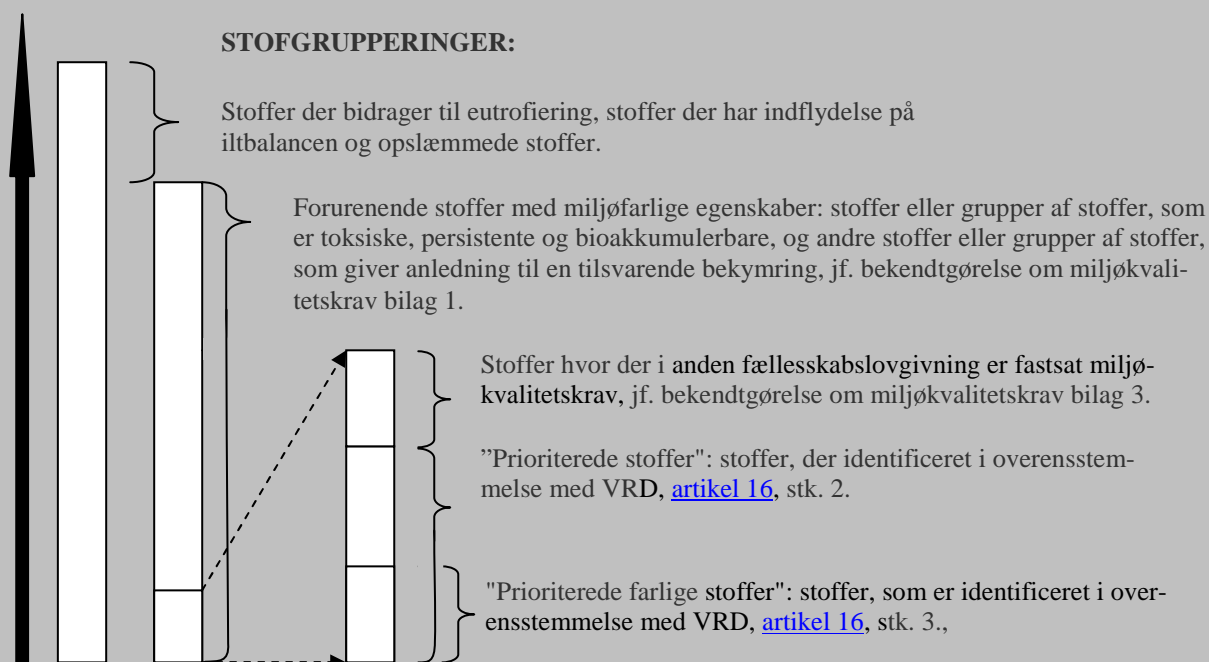 STOFGRUPPERINGER:
Stoffer der bidrager til eutrofiering, stoffer der har indflydelse på
iltbalancen og opslæmmede stoffer.
Forurenende stoffer med miljøfarlige egenskaber: stoffer eller grupper af stoffer, som
er toksiske, persistente og bioakkumulerbare, og andre stoffer eller grupper af stoffer,
som giver anledning til en tilsvarende bekymring, jf. bekendtgørelse om miljøkvali-
tetskrav bilag 1.
Stoffer hvor der i anden fællesskabslovgivning er fastsat miljø-
kvalitetskrav, jf. bekendtgørelse om miljøkvalitetskrav bilag 3.
”Prioriterede stoffer": stoffer, der identificeret i overensstem-
melse med VRD, artikel 16, stk. 2.
"Prioriterede farlige stoffer": stoffer, som er identificeret i over-
ensstemmelse med VRD, artikel 16, stk. 3.,